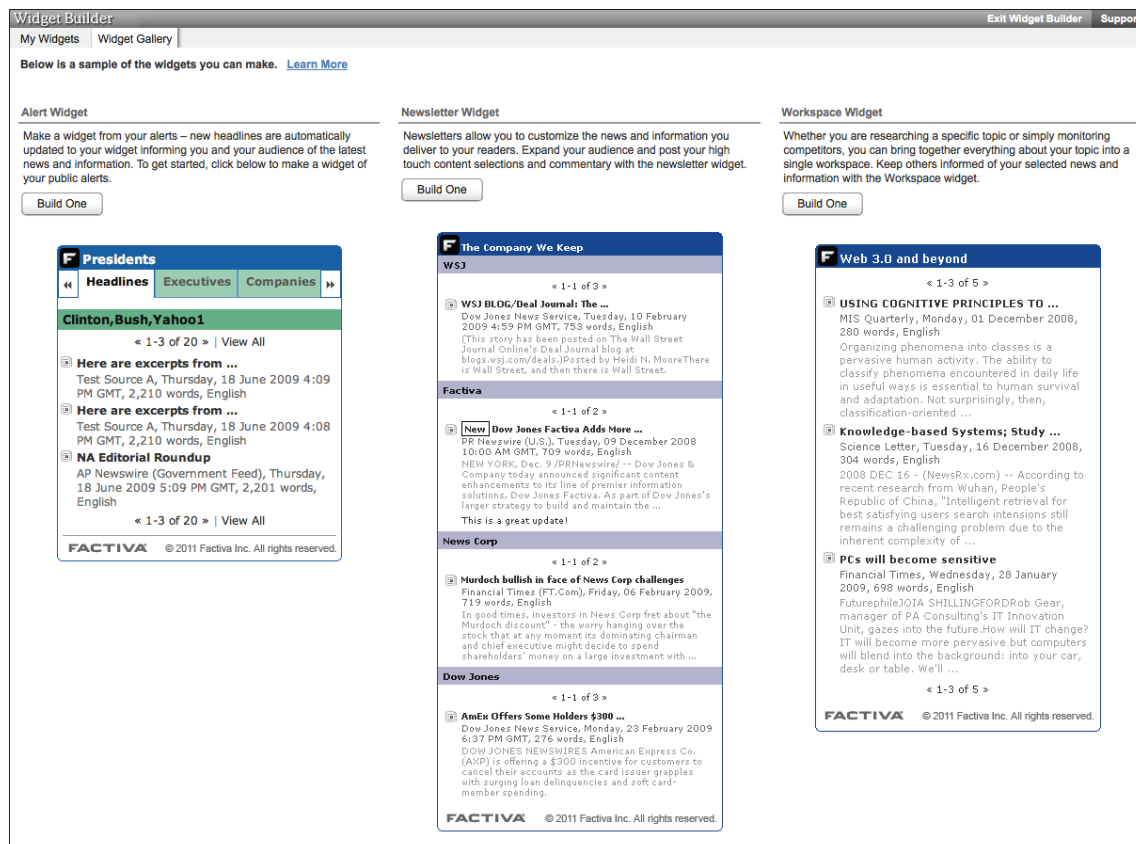 Widget Builder
Exit Widget Builder
Suppor
My Widgets
Widget Gallery
Below is a sample of the widgets you can make. Learn More
Alert Widget
Make a widget from your alerts – new headlines are automatically
updated to your widget informing you and your audience of the latest
news and information. To get started, click below to make a widget of
your public alerts.
Build One
F Presidents
Headlines
Executives
Companies
Clinton,Bush,Yahoo1
« 1-3 of 20 » | View All
Here are excerpts from ...
Test Source A, Thursday, 18 June 2009 4:09
PM GMT, 2,210 words, English
Here are excerpts from ...
Test Source A, Thursday, 18 June 2009 4:08
PM GMT, 2,210 words, English
NA Editorial Roundup
AP Newswire (Government Feed), Thursday,
18 June 2009 5:09 PM GMT, 2,201 words,
English
« 1-3 of 20 » | View All
FACTIVA © 2011 Factiva Inc. All rights reserved.
Newsletter Widget
Newsletters allow you to customize the news and information you
deliver to your readers. Expand your audience and post your high
touch content selections and commentary with the newsletter widget.
Build One
F The Company We Keep
WSJ
« 1-1 of 3 »
WSJ BLOG/Deal Journal: The ...
Dow Jones News Service, Tuesday, 10 February
2009 4:59 PM GMT, 753 words, English
(This story has been posted on The Wall Street
Journal Online's Deal Journal blog at
blogs.wsj.com/deals.)Posted by Heidi N. MooreThere
is Wall Street, and then there is Wall Street.
Factiva
« 1-1 of 2 »
New Dow Jones Factiva Adds More ...
PR Newswire (U.S.), Tuesday, 09 December 2008
10:00 AM GMT, 709 words, English
NEW YORK, Dec. 9 /PRNewswire/ -- Dow Jones &
Company today announced significant content
enhancements to its line of premier information
solutions, Dow Jones Factiva. As part of Dow Jones's
larger strategy to build and maintain the ...
This is a great update!
News Corp
« 1-1 of 2 »
Murdoch bullish in face of News Corp challenges
Financial Times (FT.Com), Friday, 06 February 2009,
719 words, English
In good times, investors in News Corp fret about "the
Murdoch discount" - the worry hanging over the
stock that at any moment its dominating chairman
and chief executive might decide to spend
shareholders' money on a large investment with ...
Dow Jones
« 1-1 of 3 »
AmEx Offers Some Holders $300 ...
Dow Jones News Service, Monday, 23 February 2009
6:37 PM GMT, 276 words, English
DOW JONES NEWSWIRES American Express Co.
(AXP) is offering a $300 incentive for customers to
cancel their accounts as the card issuer grapples
with surging loan delinquencies and soft card-
member spending.
FACTIVA © 2011 Factiva Inc. All rights reserved.
Workspace Widget
Whether you are researching a specific topic or simply monitoring
competitors, you can bring together everything about your topic into a
single workspace. Keep others informed of your selected news and
information with the Workspace widget.
Build One
F Web 3.0 and beyond
« 1-3 of 5 »
USING COGNITIVE PRINCIPLES TO ...
MIS Quarterly, Monday, 01 December 2008,
280 words, English
Organizing phenomena into classes is a
pervasive human activity. The ability to
classify phenomena encountered in daily life
in useful ways is essential to human survival
and adaptation. Not surprisingly, then,
classification-oriented ...
Knowledge-based Systems; Study ...
Science Letter, Tuesday, 16 December 2008,
304 words, English
2008 DEC 16 - (NewsRx.com) -- According to
recent research from Wuhan, People's
Republic of China, "Intelligent retrieval for
best satisfying users search intensions still
remains a challenging problem due to the
inherent complexity of ...
PCs will become sensitive
Financial Times, Wednesday, 28 January
2009, 698 words, English
FuturephileJOIA SHILLINGFORDRob Gear,
manager of PA Consulting's IT Innovation
Unit, gazes into the future.How will IT change?
IT will become more pervasive but computers
will blend into the background: into your car,
desk or table. We'll ...
« 1-3 of 5 »
FACTIVA © 2011 Factiva Inc. All rights reserved.